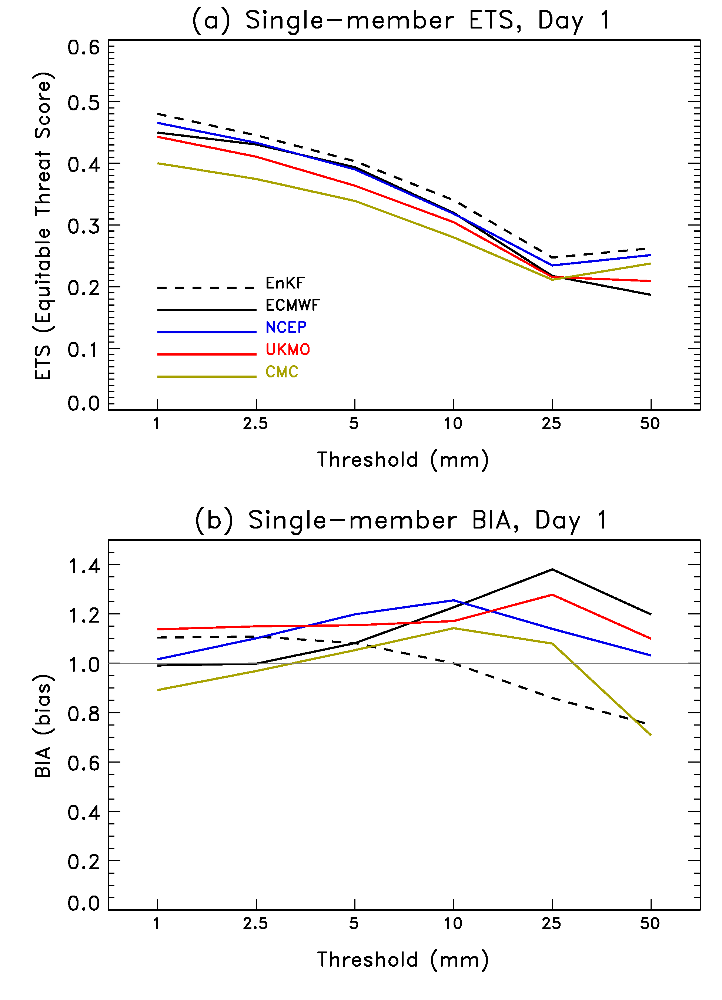 (a) Single-member ETS, Day 1
ETS (Equitable Threat Score)
0.6
0.5
0.4
0.3
0.2
0.1
0.0
EnKF
ECMWF
NCEP
UKMO
CMC
1 2.5 5 10 25 50
Threshold (mm)
(b) Single-member BIA, Day 1
BIA (bias)
1.4
1.2
1.0
0.8
0.6
0.4
0.2
0.0
1 2.5 5 10 25 50
Threshold (mm)